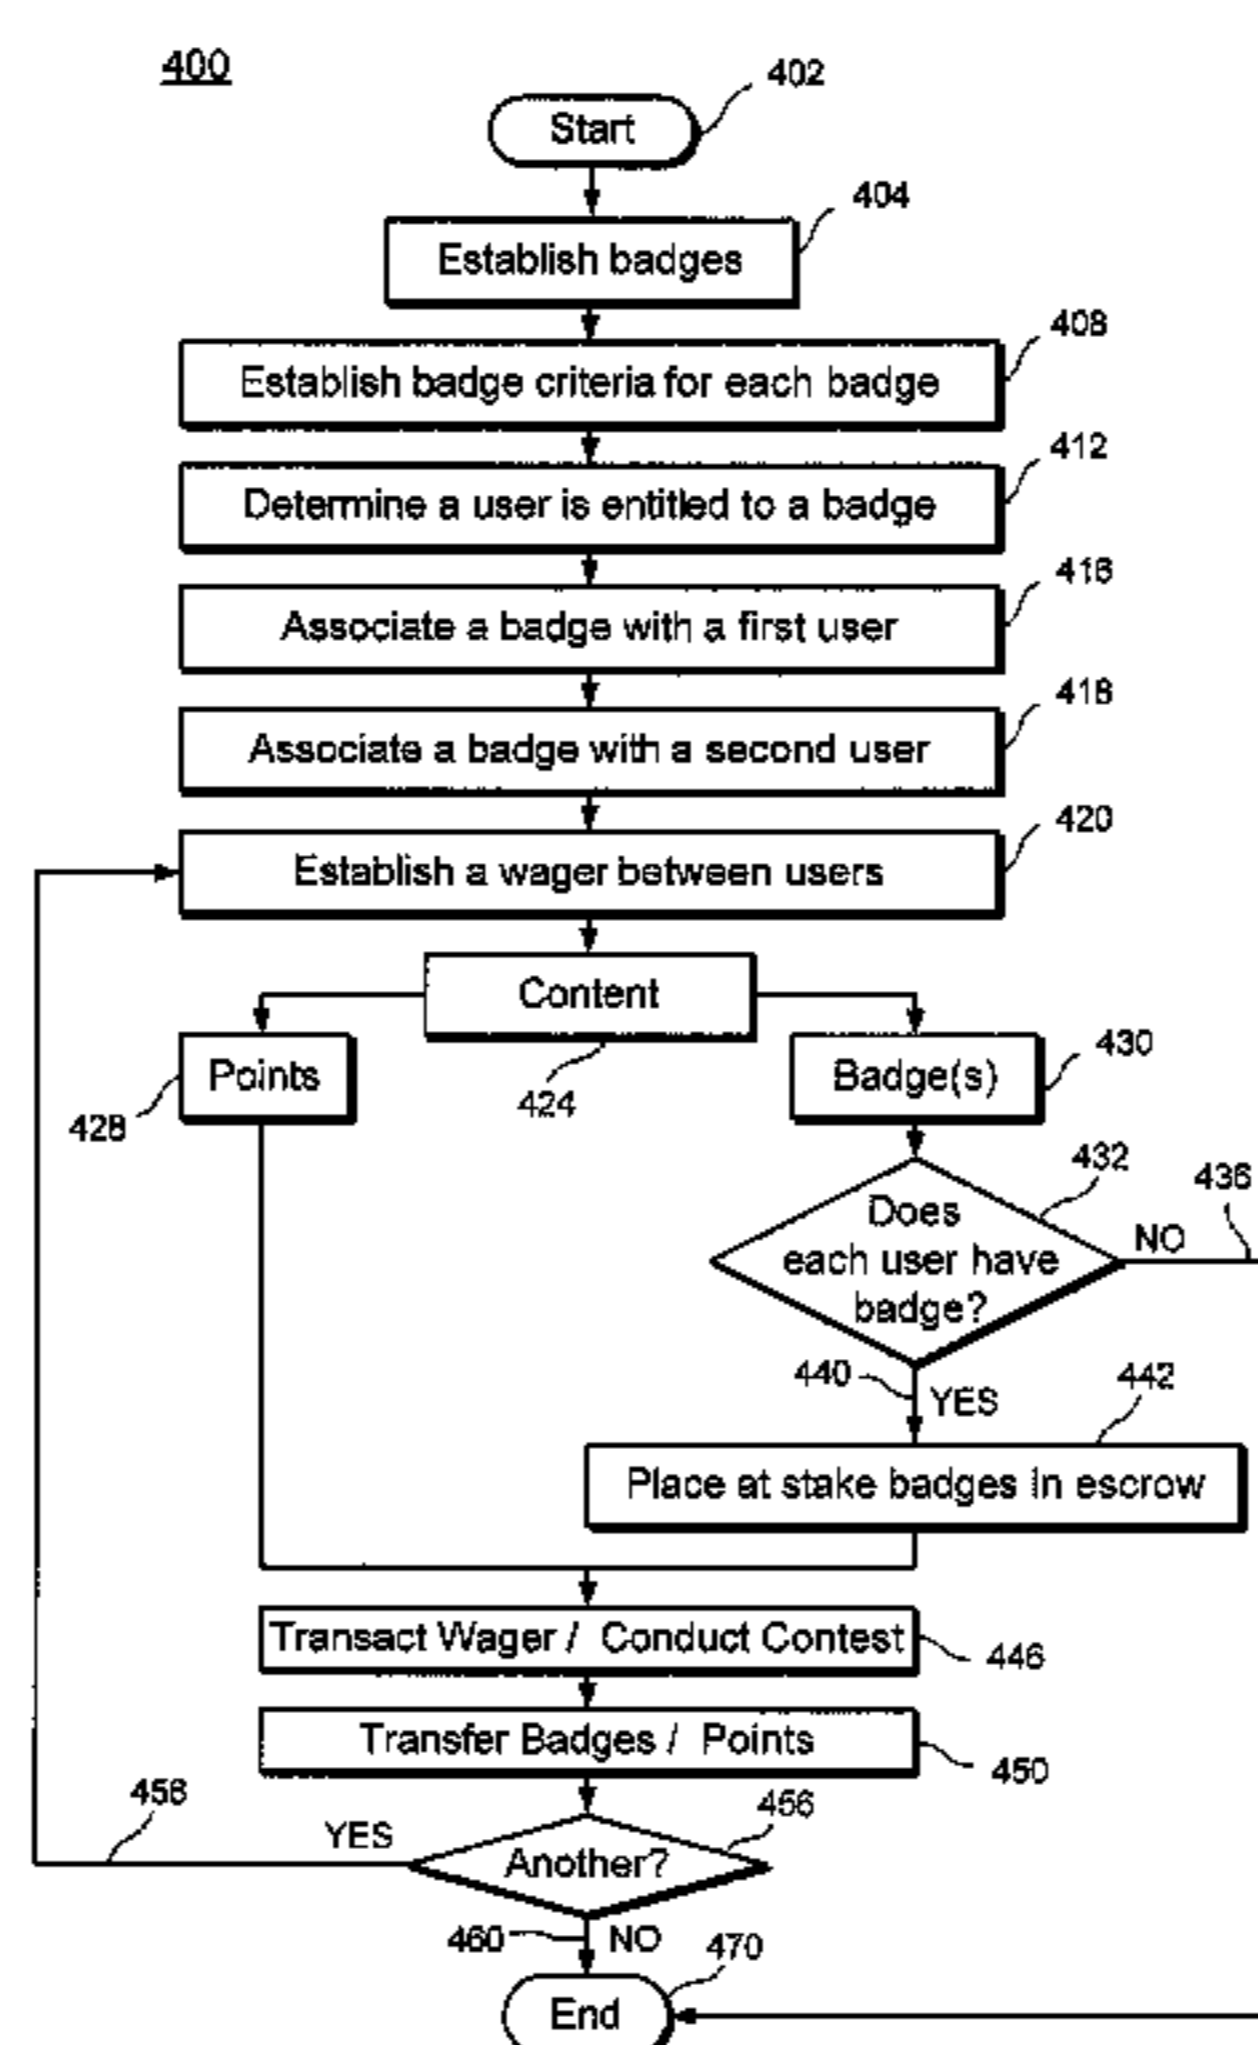 400
402
Start
404
Establish badges
408
Establish badge criteria for each badge
412
Determine a user is entitled to a badge
416
Associate a badge with a first user
418
Associate a badge with a second user
420
Establish a wager between users
Content
424
Points
428
Badge(s)
430
432
436
Does
each user have
badge?
NO
440
YES
442
Place at stake badges in escrow
Transact Wager / Conduct Contest
446
Transfer Badges / Points
450
458
YES
456
Another?
460
NO
470
End